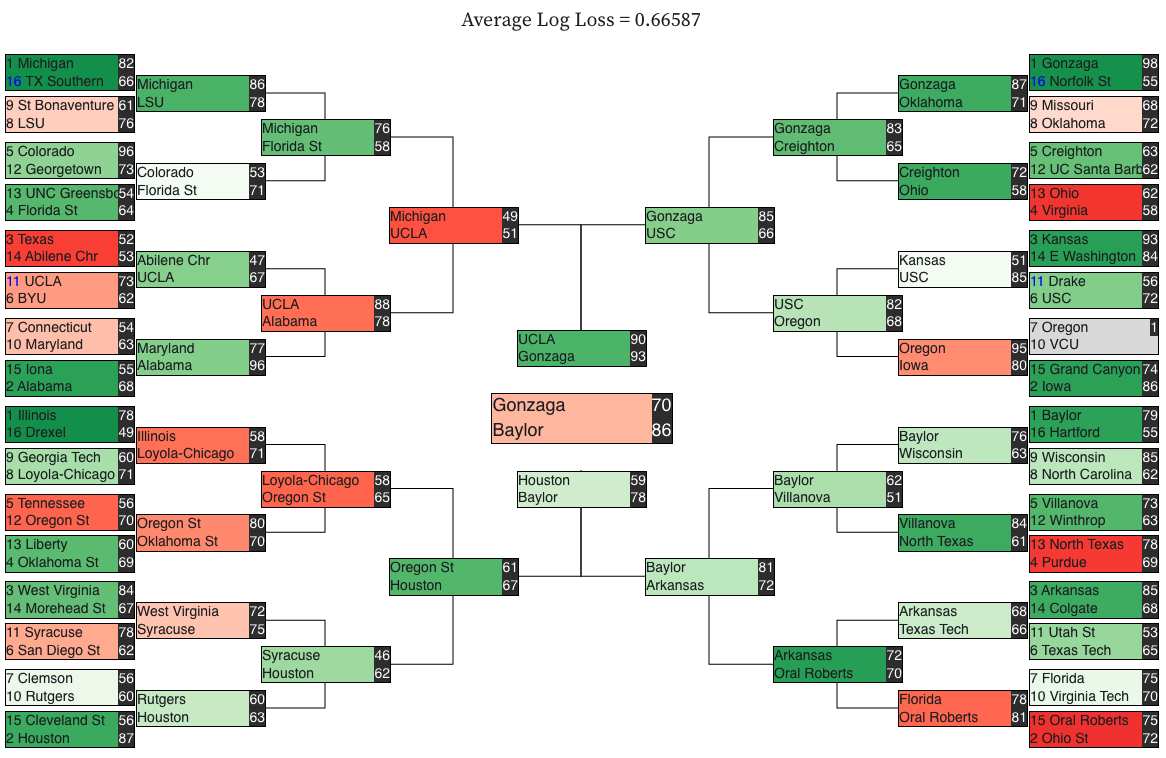 Average Log Loss = 0.66587
1 Michigan 82
16 TX Southern 66
9 St Bonaventure 61
8 LSU 76
5 Colorado 96
12 Georgetown 73
13 UNC Greensbo 54
4 Florida St 64
3 Texas 52
14 Abilene Chr 53
11 UCLA 73
6 BYU 62
7 Connecticut 54
10 Maryland 63
15 Iona 55
2 Alabama 68
1 Illinois 78
16 Drexel 49
9 Georgia Tech 60
8 Loyola-Chicago 71
5 Tennessee 56
12 Oregon St 70
13 Liberty 60
4 Oklahoma St 69
3 West Virginia 84
14 Morehead St 67
11 Syracuse 78
6 San Diego St 62
7 Clemson 56
10 Rutgers 60
15 Cleveland St 56
2 Houston 87
Michigan 86
LSU 78
Colorado 53
Florida St 71
Abilene Chr 47
UCLA 67
Maryland 77
Alabama 96
Illinois 58
Loyola-Chicago 71
Oregon St 80
Oklahoma St 70
West Virginia 72
Syracuse 75
Rutgers 60
Houston 63
Michigan 76
Florida St 58
UCLA 88
Alabama 78
Loyola-Chicago 58
Oregon St 65
Syracuse 46
Houston 62
Michigan 49
UCLA 51
Oregon St 61
Houston 67
UCLA 90
Gonzaga 93
Gonzaga 70
Baylor 86
Houston 59
Baylor 78
Gonzaga 85
USC 66
Baylor 81
Arkansas 72
Gonzaga 83
Creighton 65
USC 82
Oregon 68
Baylor 62
Villanova 51
Arkansas 72
Oral Roberts 70
Gonzaga 87
Oklahoma 71
Creighton 72
Ohio 58
Kansas 51
USC 85
Oregon 95
Iowa 80
Baylor 76
Wisconsin 63
Villanova 84
North Texas 61
Arkansas 68
Texas Tech 66
Florida 78
Oral Roberts 81
1 Gonzaga 98
16 Norfolk St 55
9 Missouri 68
8 Oklahoma 72
5 Creighton 63
12 UC Santa Barb 62
13 Ohio 62
4 Virginia 58
3 Kansas 93
14 E Washington 84
11 Drake 56
6 USC 72
7 Oregon 1
10 VCU
15 Grand Canyon 74
2 Iowa 86
1 Baylor 79
16 Hartford 55
9 Wisconsin 85
8 North Carolina 62
5 Villanova 73
12 Winthrop 63
13 North Texas 78
4 Purdue 69
3 Arkansas 85
14 Colgate 68
11 Utah St 53
6 Texas Tech 65
7 Florida 75
10 Virginia Tech 70
15 Oral Roberts 75
2 Ohio St 72